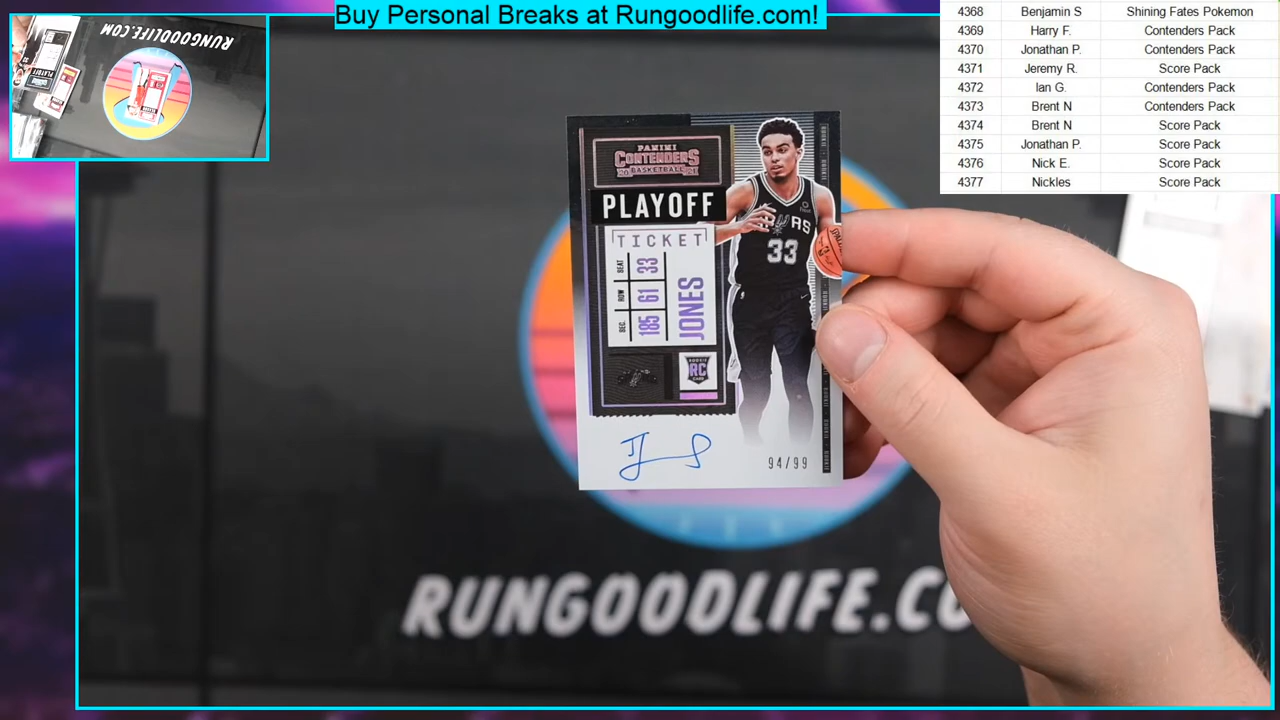 Buy Personal Breaks at Rungoodlife.com!
4368 Benjamin S Shining Fates Pokemon
4369 Harry F. Contenders Pack
4370 Jonathan P. Contenders Pack
4371 Jeremy R. Score Pack
4372 Ian G. Contenders Pack
4373 Brent N Contenders Pack
4374 Brent N Score Pack
4375 Jonathan P. Score Pack
4376 Nick E. Score Pack
4377 Nickles Score Pack
RUNGOODLIFE.COM
PLAYOFF
PANINI
CONTENDERS
BASKETBALL
PLAYOFF
TICKET
SEAT 33
ROW 61
SEC. 185
JONES
33
ROOKIE
RC
CARD
94/99
RUNGOODLIFE.CO